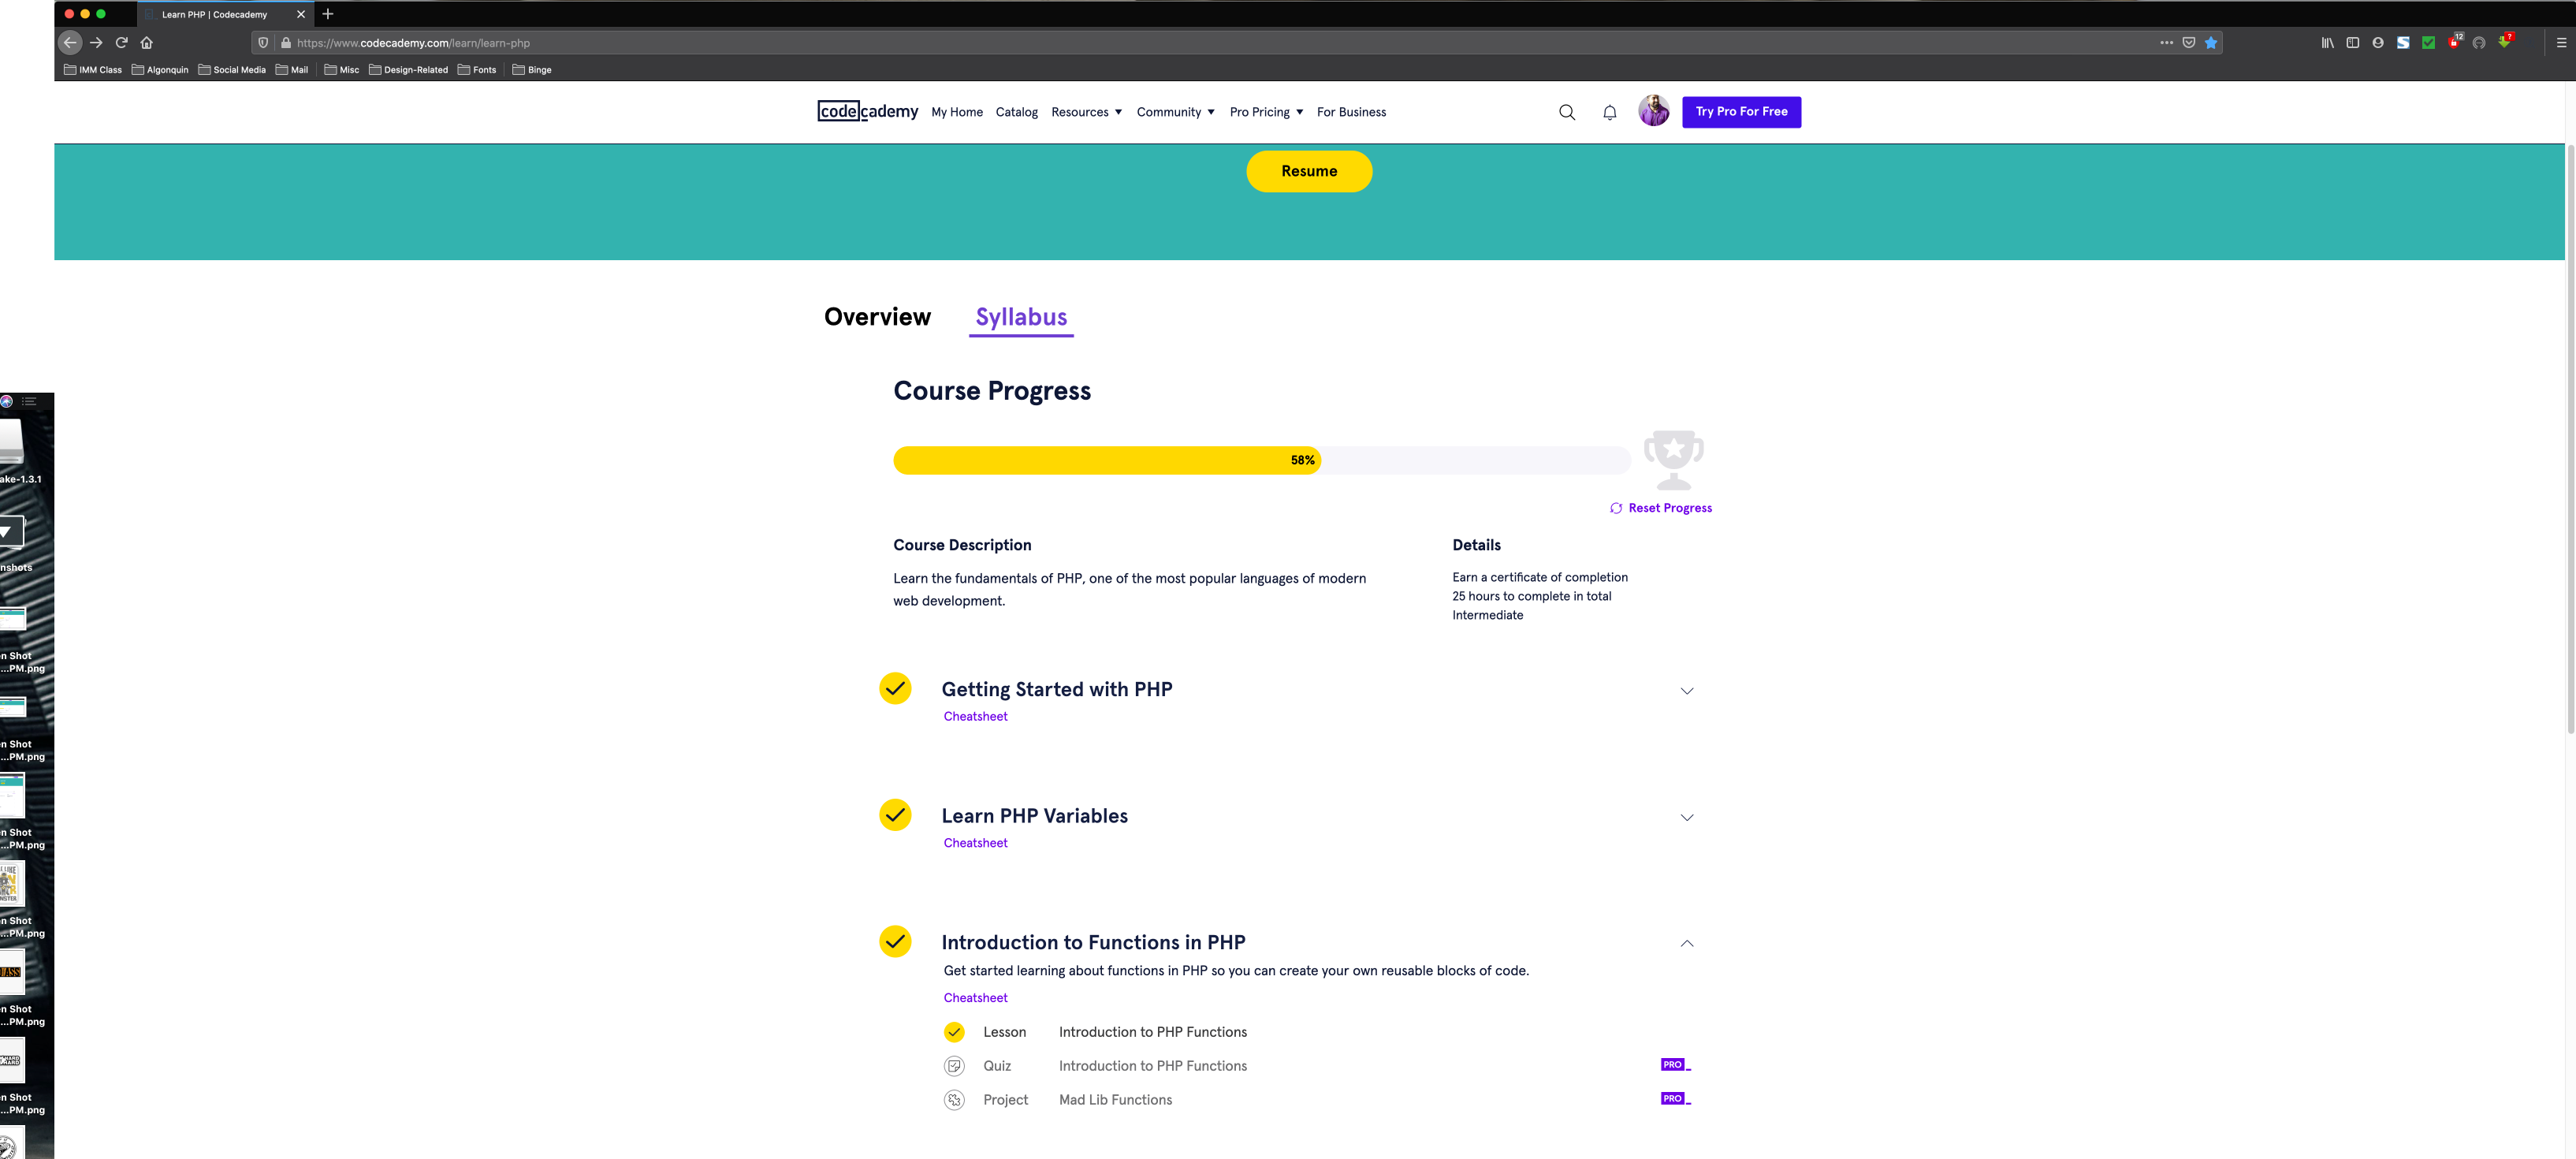 Learn PHP | Codecademy
https://www.codecademy.com/learn/learn-php
12
?
IMM Class Algonquin Social Media Mail Misc Design-Related Fonts Binge
codecademy My Home Catalog Resources Community Pro Pricing For Business Try Pro For Free
Resume
Overview Syllabus
Course Progress
58%
Reset Progress
Course Description
Learn the fundamentals of PHP, one of the most popular languages of modern
web development.
Details
Earn a certificate of completion
25 hours to complete in total
Intermediate
Getting Started with PHP
Cheatsheet
Learn PHP Variables
Cheatsheet
Introduction to Functions in PHP
Get started learning about functions in PHP so you can create your own reusable blocks of code.
Cheatsheet
Lesson Introduction to PHP Functions
Quiz Introduction to PHP Functions PRO
Project Mad Lib Functions PRO
ake-1.3.1
nshots
n Shot
...PM.png
n Shot
...PM.png
n Shot
...PM.png
n Shot
...PM.png
n Shot
...PM.png
n Shot
...PM.png